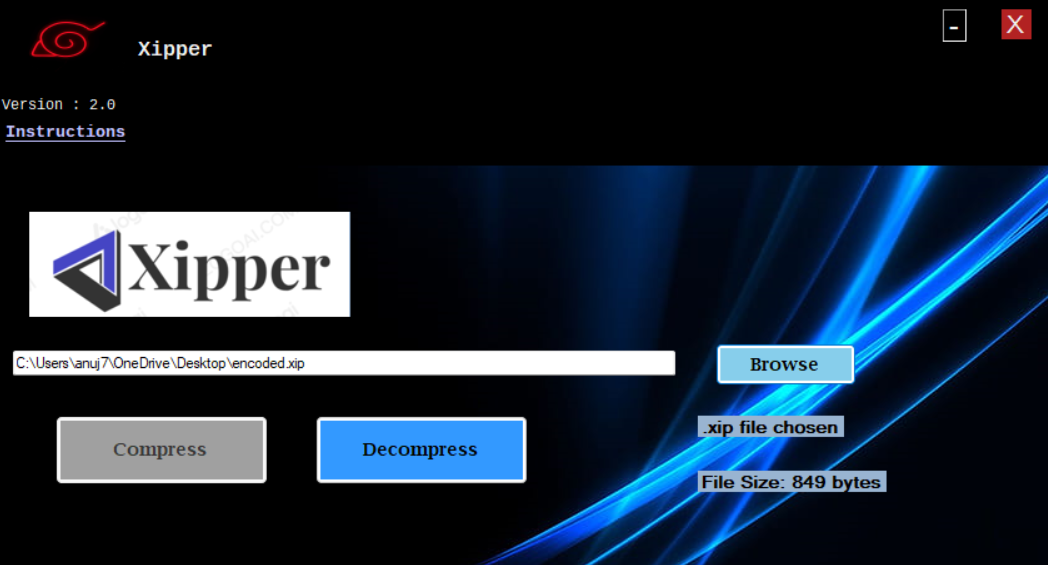 Xipper
-
X
Version : 2.0
Instructions
Xipper
C:\Users\anuj7\OneDrive\Desktop\encoded.xip
Browse
.xip file chosen
Compress
Decompress
File Size: 849 bytes